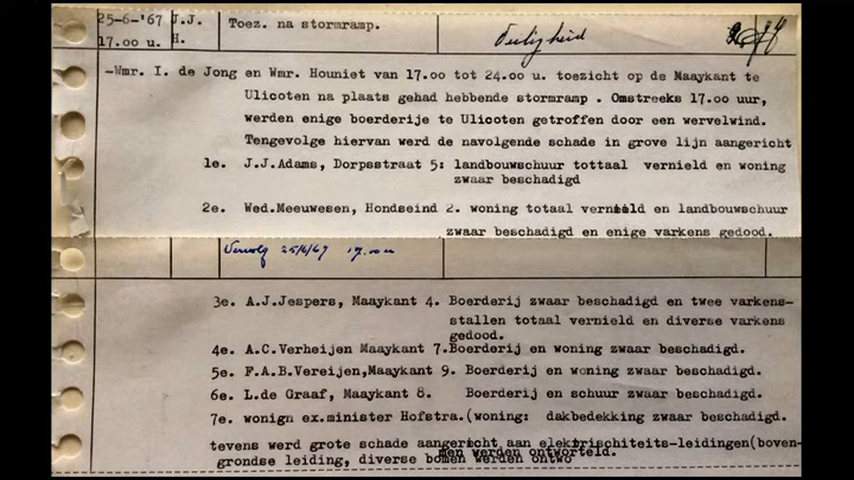 25-6-'67 J.J. Toez. na stormramp. Veiligheid
17.00 u. H.
-Wmr. I. de Jong en Wmr. Houniet van 17.00 tot 24.00 u. toezicht op de Maaykant te
Ulicoten na plaats gehad hebbende stormramp . Omstreeks 17.00 uur,
werden enige boerderije te Ulicoten getroffen door een wervelwind.
Tengevolge hiervan werd de navolgende schade in grove lijn aangericht
1e. J.J.Adams, Dorpsstraat 5: landbouwschuur tottaal vernield en woning
zwaar beschadigd
2e. Wed.Meeuwesen, Hondseind 2. woning totaal vernield en landbouwschuur
zwaar beschadigd en enige varkens gedood.
Vervolg 25/6/67 17.00 u
3e. A.J.Jespers, Maaykant 4. Boerderij zwaar beschadigd en twee varkens-
stallen totaal vernield en diverse varkens
gedood.
4e. A.C.Verheijen Maaykant 7.Boerderij en woning zwaar beschadigd.
5e. F.A.B.Vereijen,Maaykant 9. Boerderij en woning zwaar beschadigd.
6e. L.de Graaf, Maaykant 8. Boerderij en schuur zwaar beschadigd.
7e. wonign ex.minister Hofstra.(woning: dakbedekking zwaar beschadigd.
tevens werd grote schade aangericht aan elektrischiteits-leidingen(boven-
grondse leiding, diverse bomen werden ontwo
men werden ontworteld.